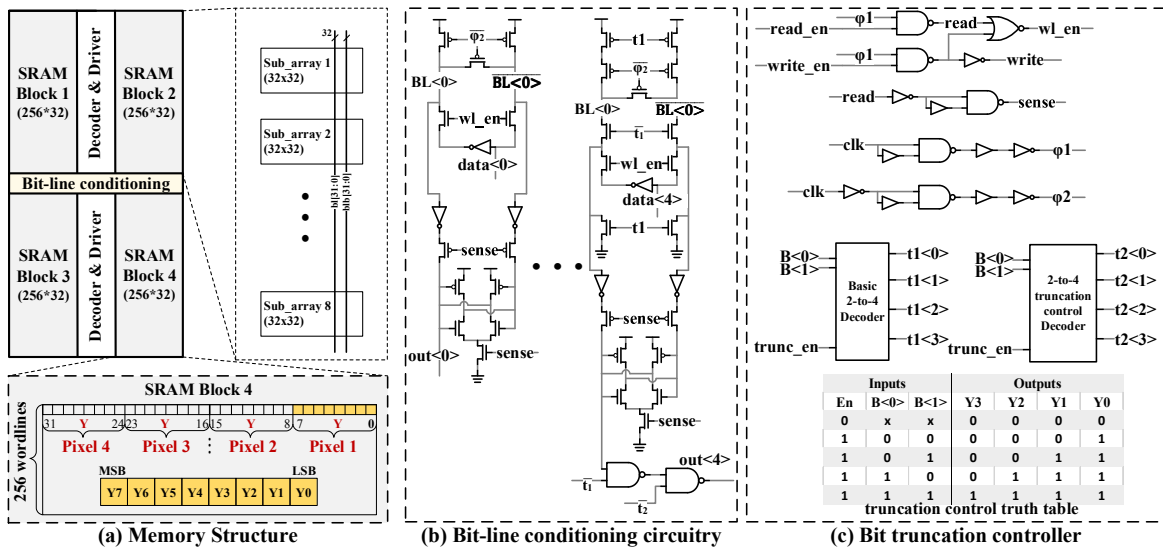 SRAM
Block 1
(256*32)
Decoder & Driver
SRAM
Block 2
(256*32)
Bit-line conditioning
SRAM
Block 3
(256*32)
Decoder & Driver
SRAM
Block 4
(256*32)
32
Sub_array 1
(32x32)
Sub_array 2
(32x32)
bl[31:0]
blb[31:0]
Sub_array 8
(32x32)
SRAM Block 4
256 wordlines
31 Y 24 23 Y 16 15 Y 8 7 Y 0
Pixel 4 Pixel 3 Pixel 2 Pixel 1
MSB LSB
Y7 Y6 Y5 Y4 Y3 Y2 Y1 Y0
(a) Memory Structure
φ2
BL<0> BL<0>
wl_en
data<0>
sense
sense
out<0>
t1
φ2
BL<0> BL<0>
t1
wl_en
data<4>
t1
sense
sense
out<4>
t1
t2
(b) Bit-line conditioning circuitry
φ1
read_en
read
wl_en
φ1
write_en
write
read
sense
clk
φ1
clk
φ2
B<0>
B<1>
trunc_en
Basic
2-to-4
Decoder
t1<0>
t1<1>
t1<2>
t1<3>
B<0>
B<1>
trunc_en
2-to-4
truncation
control
Decoder
t2<0>
t2<1>
t2<2>
t2<3>
Inputs Outputs
En B<0> B<1> Y3 Y2 Y1 Y0
0 x x 0 0 0 0
1 0 0 0 0 0 1
1 0 1 0 0 1 1
1 1 0 0 1 1 1
1 1 1 1 1 1 1
truncation control truth table
(c) Bit truncation controller